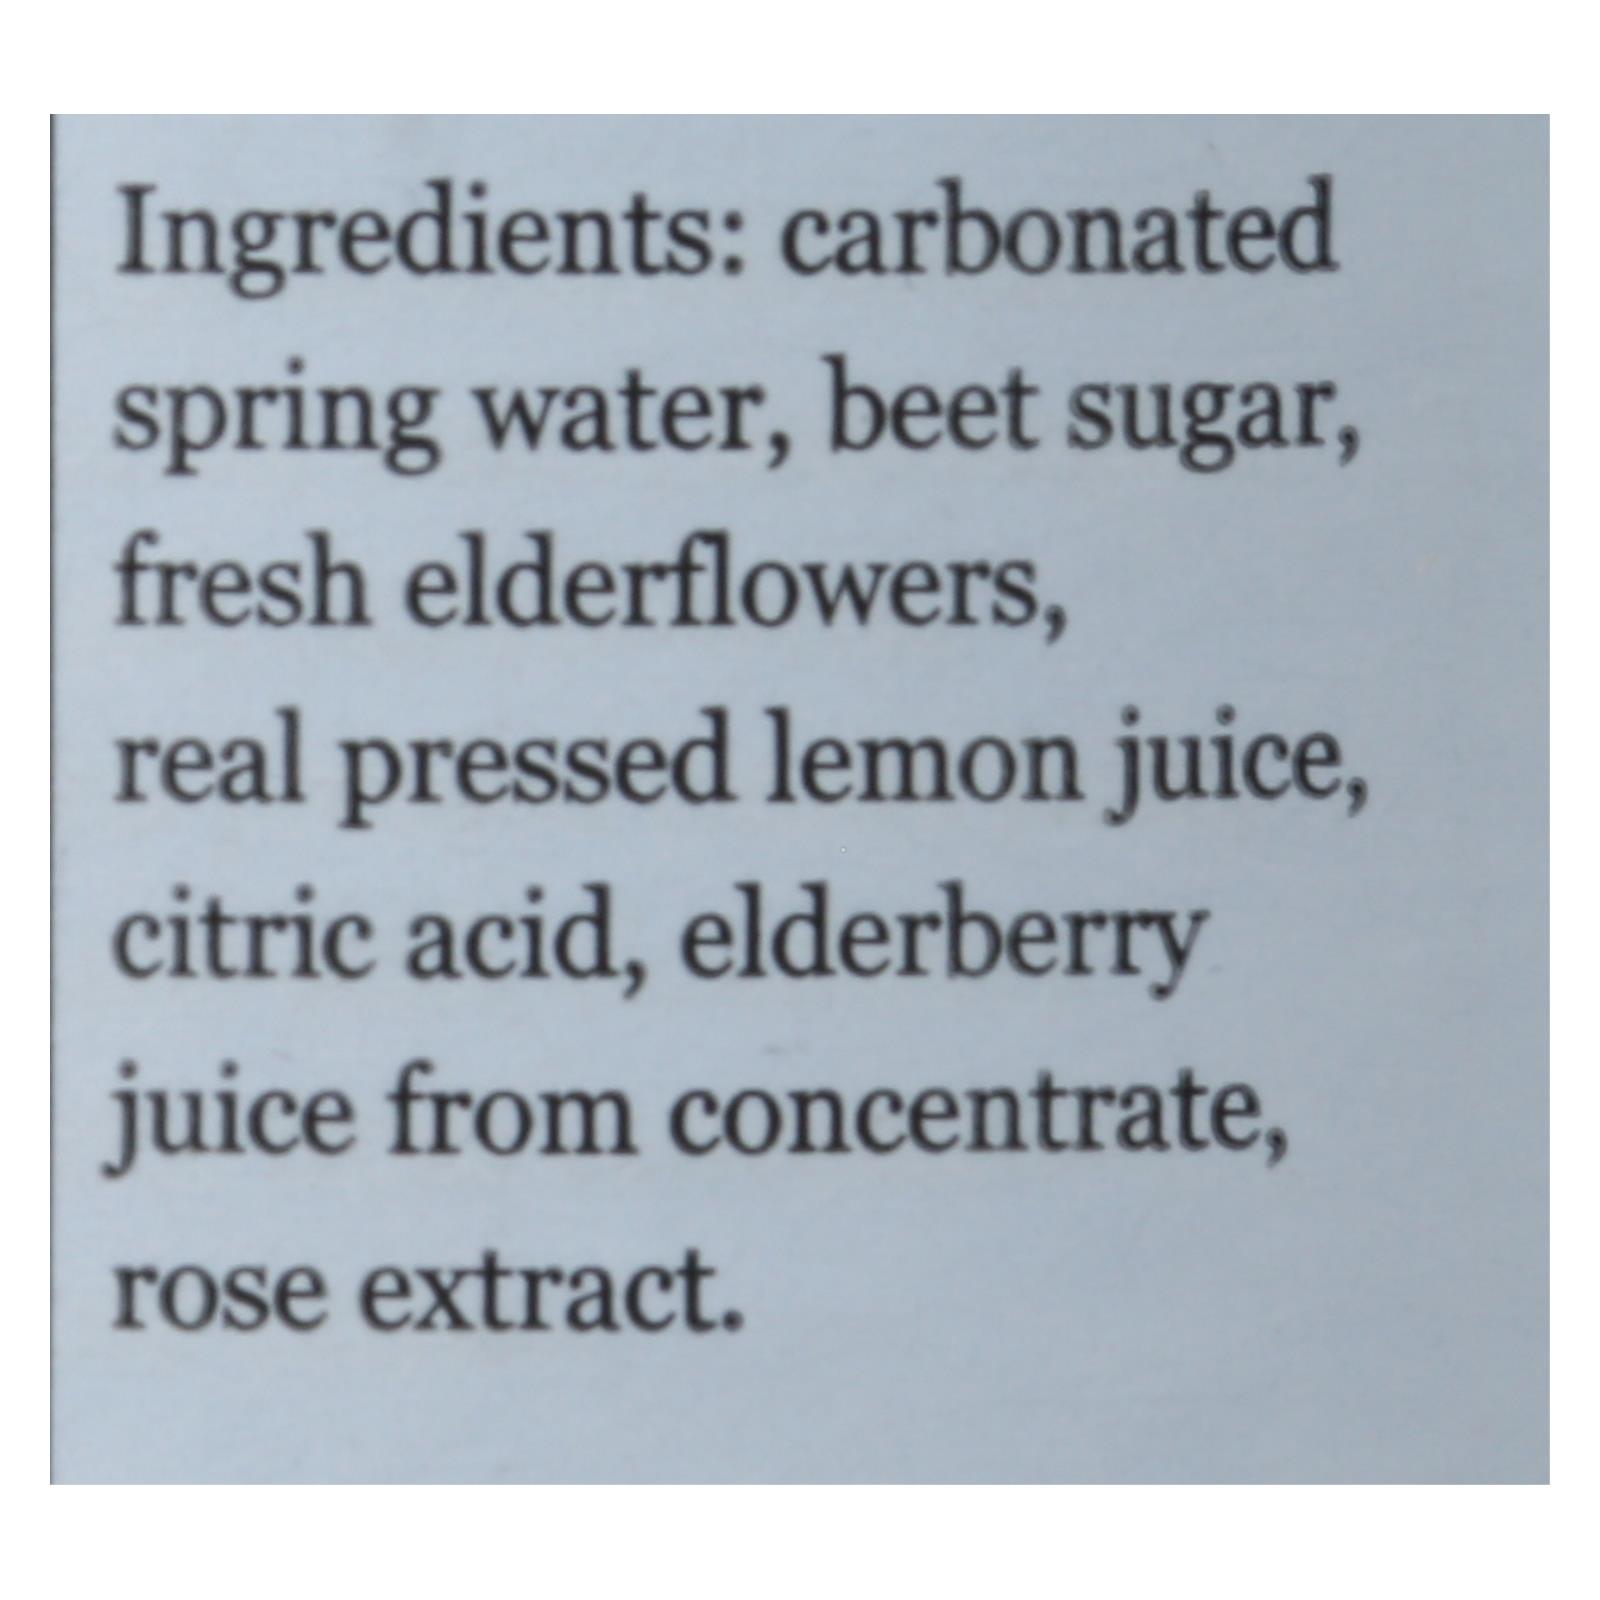 Ingredients: carbonated
spring water, beet sugar,
fresh elderflowers,
real pressed lemon juice,
citric acid, elderberry
juice from concentrate,
rose extract.